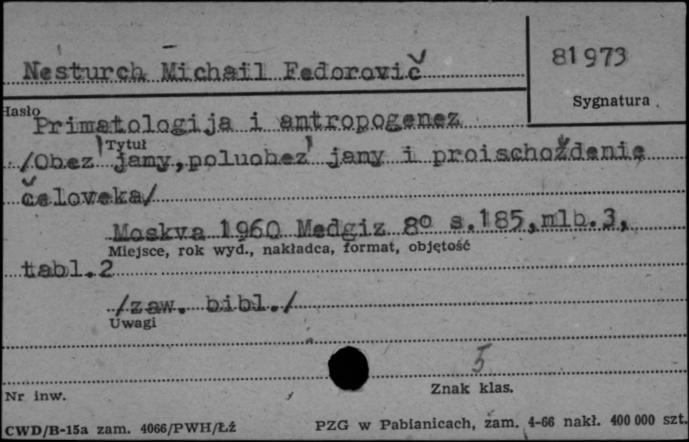 Nesturch Michail Fedorovič
81973
Sygnatura
Hasło
Primatologija i antropogenez
Tytuł
/Obez'jany,poluobez'jany i proischoždenie
čeloveka/
Moskva 1960 Medgiz 8° s.185,nlb.3,
Miejsce, rok wyd., nakładca, format, objętość
tabl.2
/zaw. bibl./
Uwagi
5
Nr inw.
Znak klas.
CWD/B-15a zam. 4066/PWH/Łź
PZG w Pabianicach, zam. 4-66 nakł. 400 000 szt.